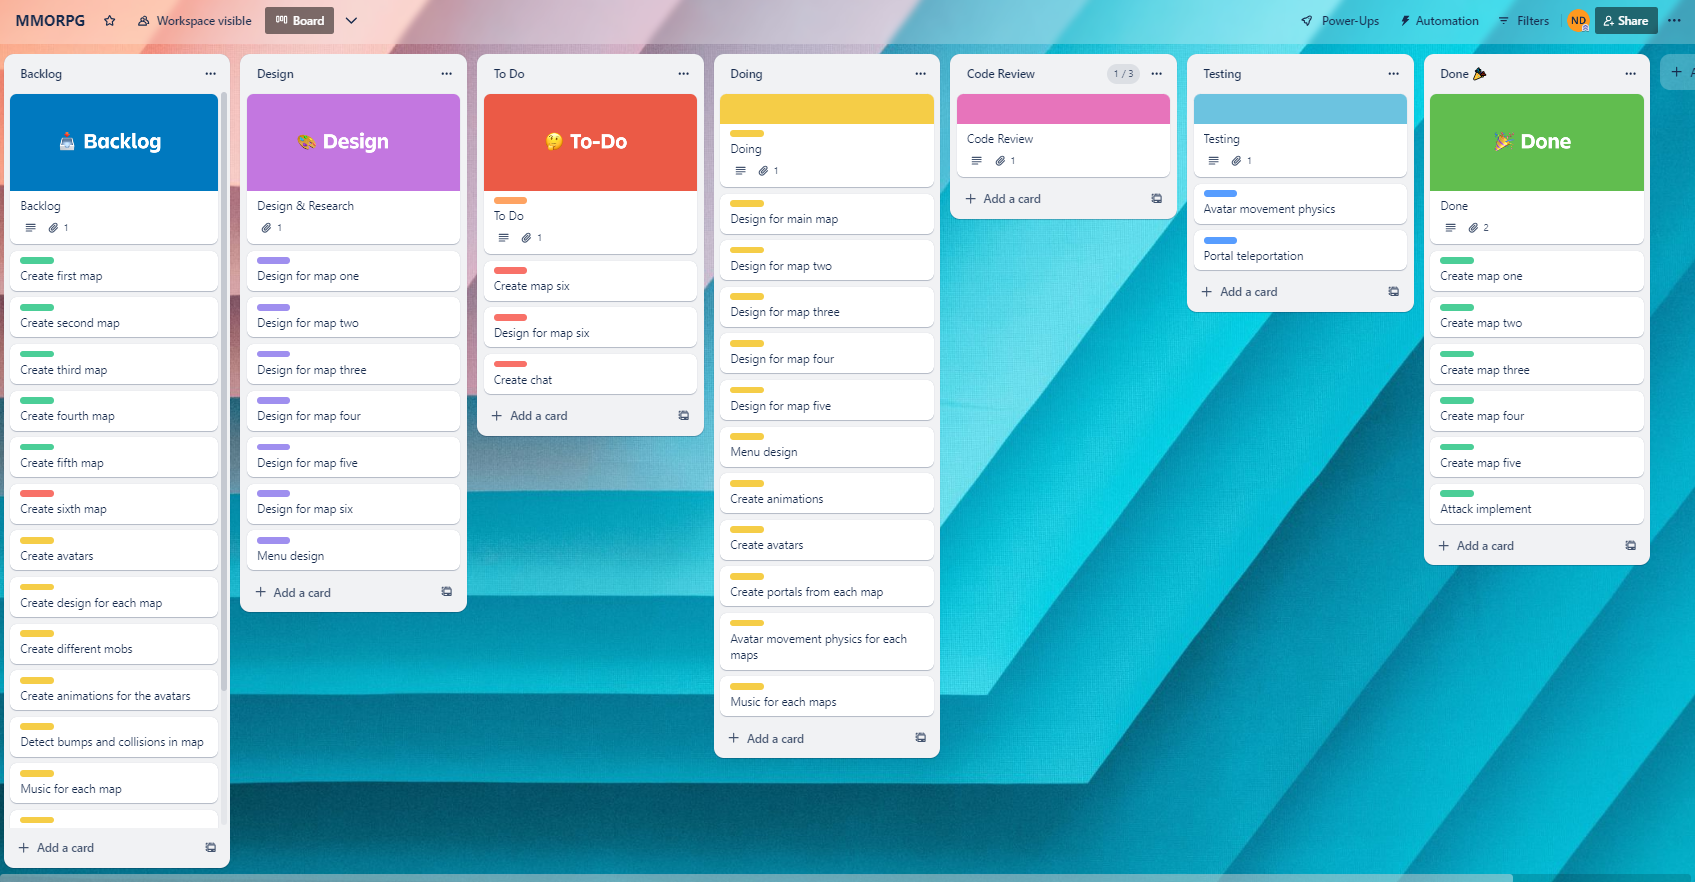 MMORPG
Workspace visible
Board
Power-Ups
Automation
Filters
ND
Share
Backlog
Backlog
Backlog
1
Create first map
Create second map
Create third map
Create fourth map
Create fifth map
Create sixth map
Create avatars
Create design for each map
Create different mobs
Create animations for the avatars
Detect bumps and collisions in map
Music for each map
+ Add a card
Design
Design
Design & Research
1
Design for map one
Design for map two
Design for map three
Design for map four
Design for map five
Design for map six
Menu design
+ Add a card
To Do
To-Do
To Do
1
Create map six
Design for map six
Create chat
+ Add a card
Doing
Doing
1
Design for main map
Design for map two
Design for map three
Design for map four
Design for map five
Menu design
Create animations
Create avatars
Create portals from each map
Avatar movement physics for each
maps
Music for each maps
+ Add a card
Code Review
1 / 3
Code Review
1
+ Add a card
Testing
Testing
1
Avatar movement physics
Portal teleportation
+ Add a card
Done
Done
Done
2
Create map one
Create map two
Create map three
Create map four
Create map five
Attack implement
+ Add a card